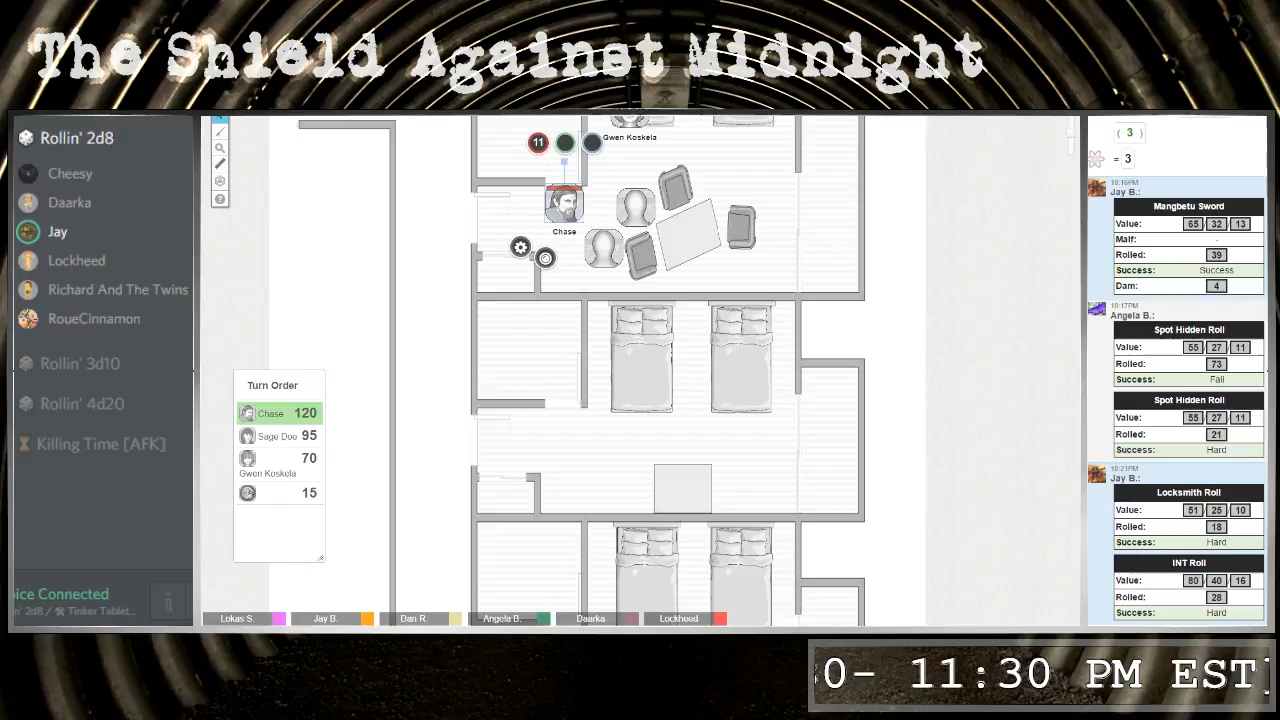 The Shield Against Midnight
Rollin' 2d8
Cheesy
Daarka
Jay
Lockheed
Richard And The Twins
RoueCinnamon
Rollin' 3d10
Rollin' 4d20
Killing Time [AFK]
oice Connected
n' 2d8 / 🛠 Tinker Tablet...
Gwen Koskela
11
Chase
Turn Order
Chase 120
Sage Doe 95
70
Gwen Koskela
15
Lokas S.
Jay B.
Dan R.
Angela B.
Daarka
Lockheed
( 3 )
= 3
10:16PM
Jay B.:
Mangbetu Sword
Value: 65 32 13
Malf: -
Rolled: 39
Success: Success
Dam: 4
10:17PM
Angela B.:
Spot Hidden Roll
Value: 55 27 11
Rolled: 73
Success: Fail
Spot Hidden Roll
Value: 55 27 11
Rolled: 21
Success: Hard
10:21PM
Jay B.:
Locksmith Roll
Value: 51 25 10
Rolled: 18
Success: Hard
INT Roll
Value: 80 40 16
Rolled: 28
Success: Hard
0- 11:30 PM EST]